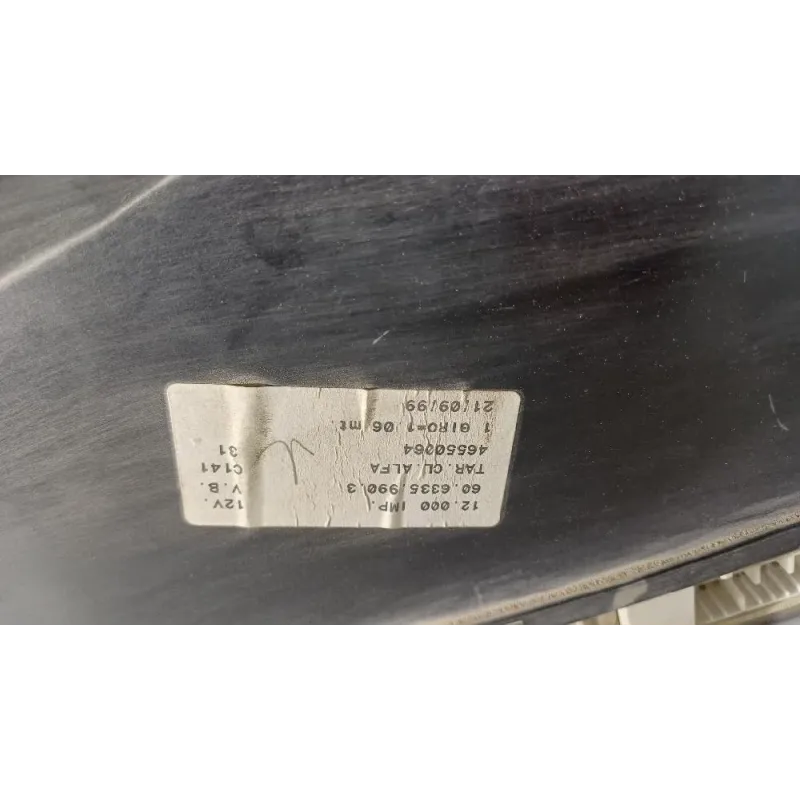 12.000 IMP. 12V.
60.6335.990.3 V.B.
TAR.CL.ALFA C141
46550064 31
1 GIRO=1 06 mt.
21/09/99